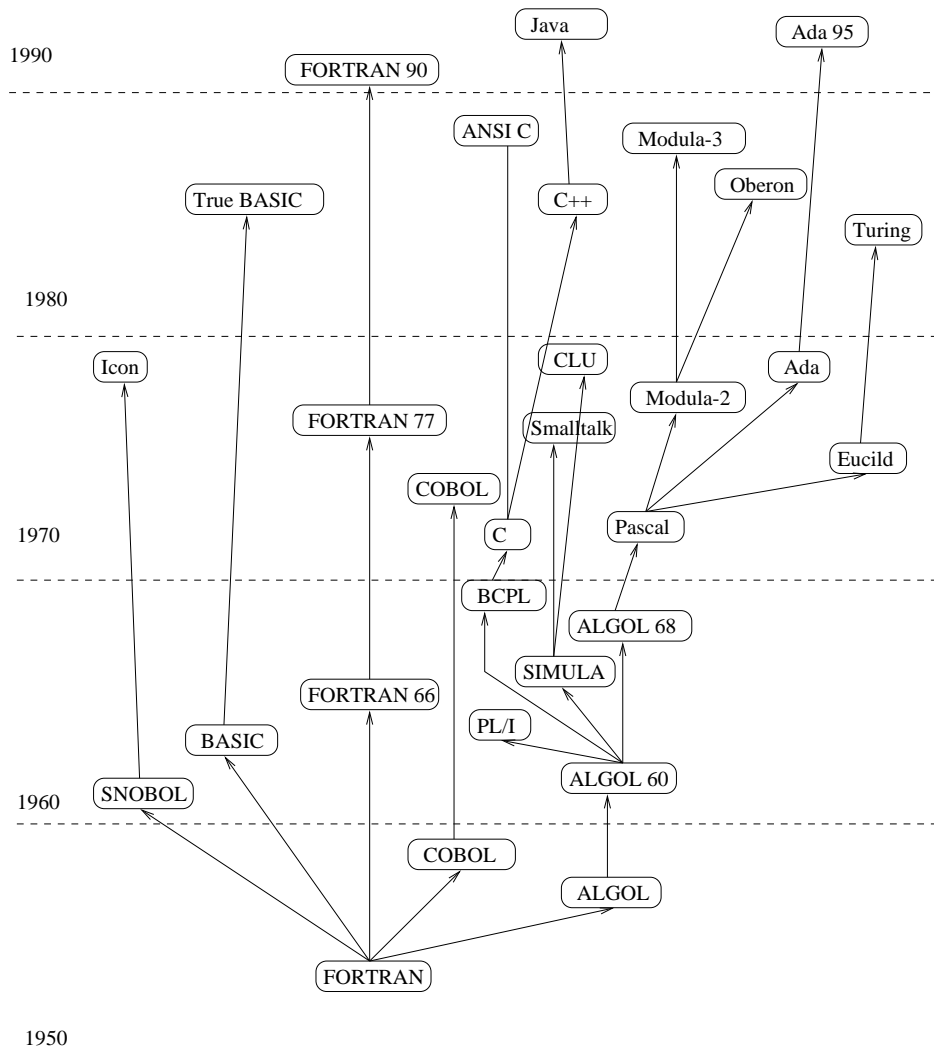 Java
Ada 95
1990
FORTRAN 90
ANSI C
Modula-3
Oberon
True BASIC
C++
Turing
1980
Icon
CLU
Ada
Modula-2
FORTRAN 77
Smalltalk
Eucild
COBOL
C
Pascal
1970
BCPL
ALGOL 68
SIMULA
FORTRAN 66
PL/I
BASIC
ALGOL 60
SNOBOL
1960
COBOL
ALGOL
FORTRAN
1950